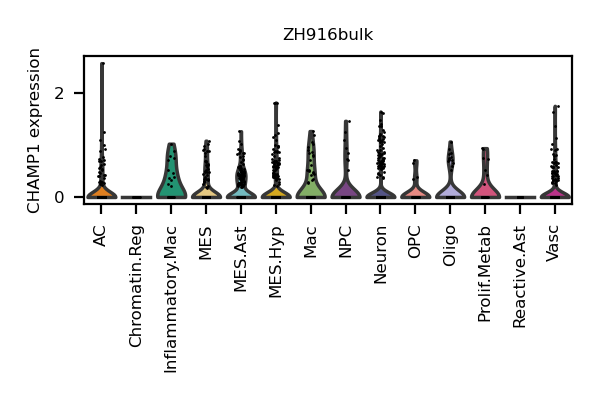 ZH916bulk
CHAMP1 expression
2
0
AC
Chromatin.Reg
Inflammatory.Mac
MES
MES.Ast
MES.Hyp
Mac
NPC
Neuron
OPC
Oligo
Prolif.Metab
Reactive.Ast
Vasc